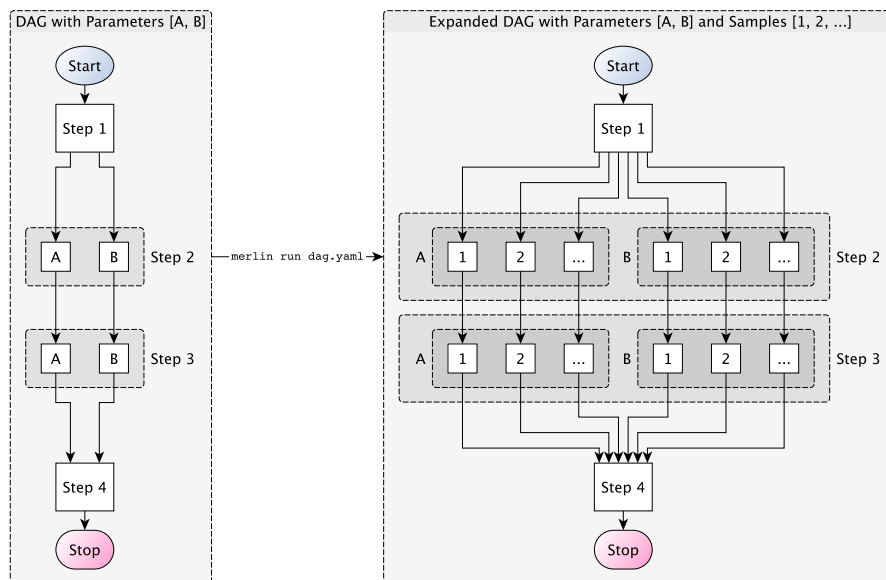 DAG with Parameters [A, B]
Start
Step 1
A
B
Step 2
A
B
Step 3
Step 4
Stop
merlin run dag.yaml
Expanded DAG with Parameters [A, B] and Samples [1, 2, ...]
Start
Step 1
A 1 2 ... B 1 2 ... Step 2
A 1 2 ... B 1 2 ... Step 3
Step 4
Stop